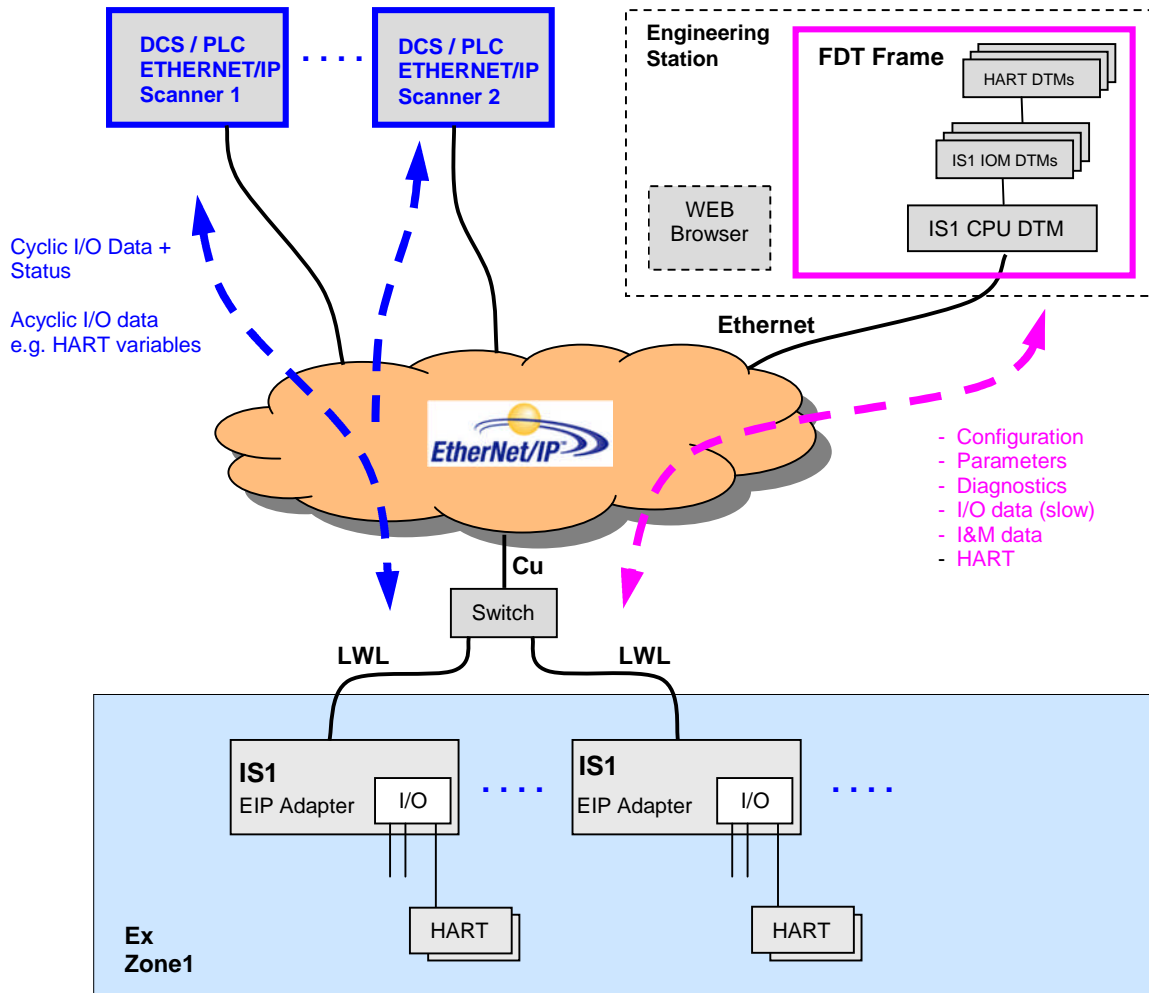 DCS / PLC
ETHERNET/IP
Scanner 1
. . . .
DCS / PLC
ETHERNET/IP
Scanner 2
Engineering
Station
FDT Frame
HART DTMs
IS1 IOM DTMs
WEB
Browser
IS1 CPU DTM
Cyclic I/O Data +
Status
Acyclic I/O data
e.g. HART variables
Ethernet
EtherNet/IP™
- Configuration
- Parameters
- Diagnostics
- I/O data (slow)
- I&M data
- HART
Cu
Switch
LWL
LWL
IS1
EIP Adapter
I/O
. . . .
IS1
EIP Adapter
I/O
. . . .
HART
HART
Ex
Zone1